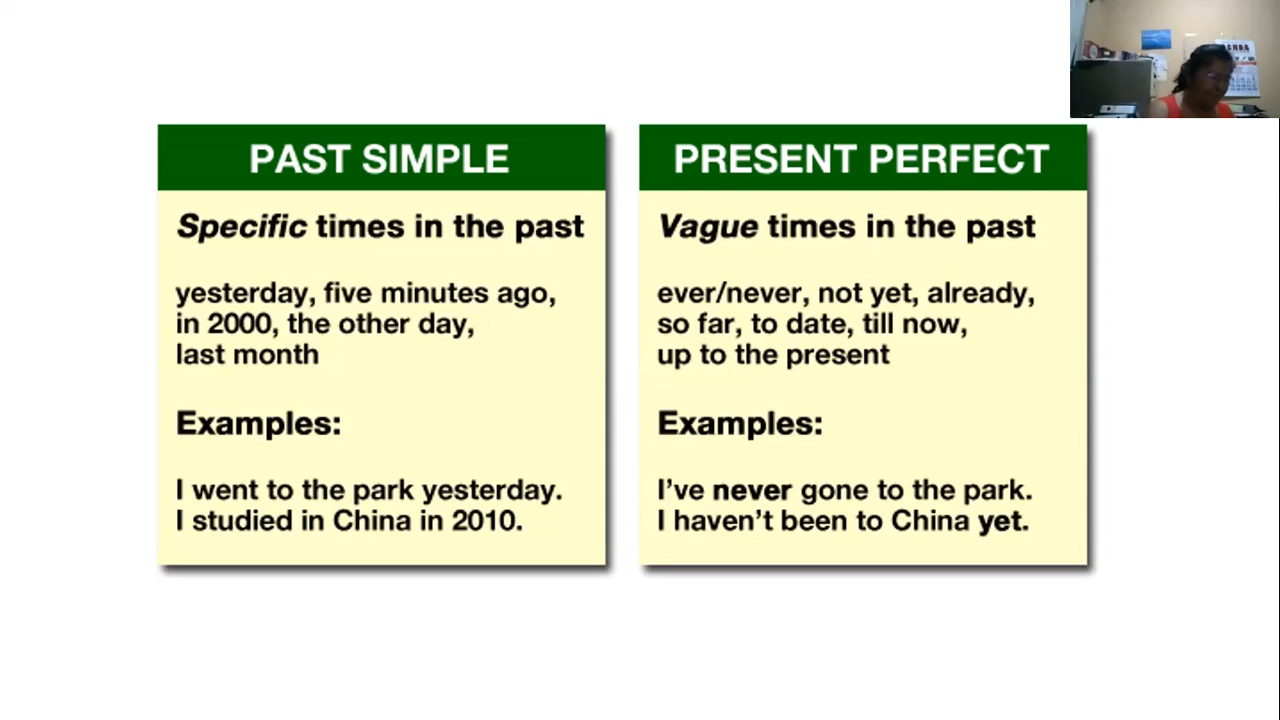 PAST SIMPLE
Specific times in the past
yesterday, five minutes ago,
in 2000, the other day,
last month
Examples:
I went to the park yesterday.
I studied in China in 2010.
PRESENT PERFECT
Vague times in the past
ever/never, not yet, already,
so far, to date, till now,
up to the present
Examples:
I've never gone to the park.
I haven't been to China yet.